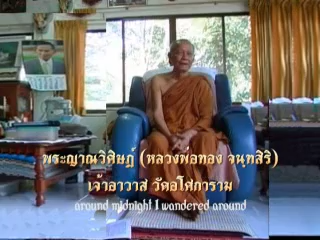 พระญาณวิศิษฏ์ (หลวงพ่อทอง จนฺทสิริ)
เจ้าอาวาส วัดอโศการาม
around midnight I wandered around